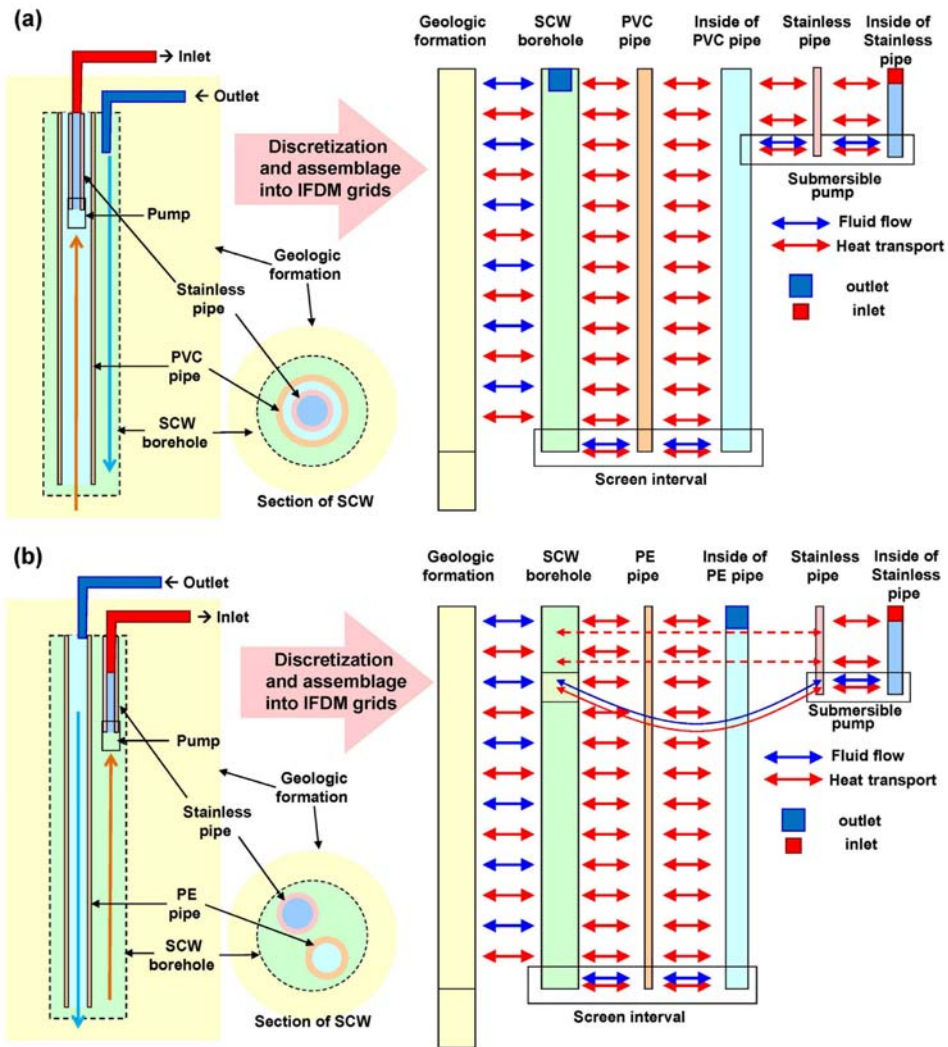 (a)
→ Inlet
← Outlet
Pump
Geologic
formation
Stainless
pipe
PVC
pipe
SCW
borehole
Section of SCW
Discretization
and assemblage
into IFDM grids
Geologic
formation
SCW
borehole
PVC
pipe
Inside of
PVC pipe
Stainless
pipe
Inside of
Stainless
pipe
Submersible
pump
Fluid flow
Heat transport
outlet
inlet
Screen interval
(b)
← Outlet
→ Inlet
Pump
Geologic
formation
Stainless
pipe
PE
pipe
SCW
borehole
Section of SCW
Discretization
and assemblage
into IFDM grids
Geologic
formation
SCW
borehole
PE
pipe
Inside of
PE pipe
Stainless
pipe
Inside of
Stainless
pipe
Submersible
pump
Fluid flow
Heat transport
outlet
inlet
Screen interval